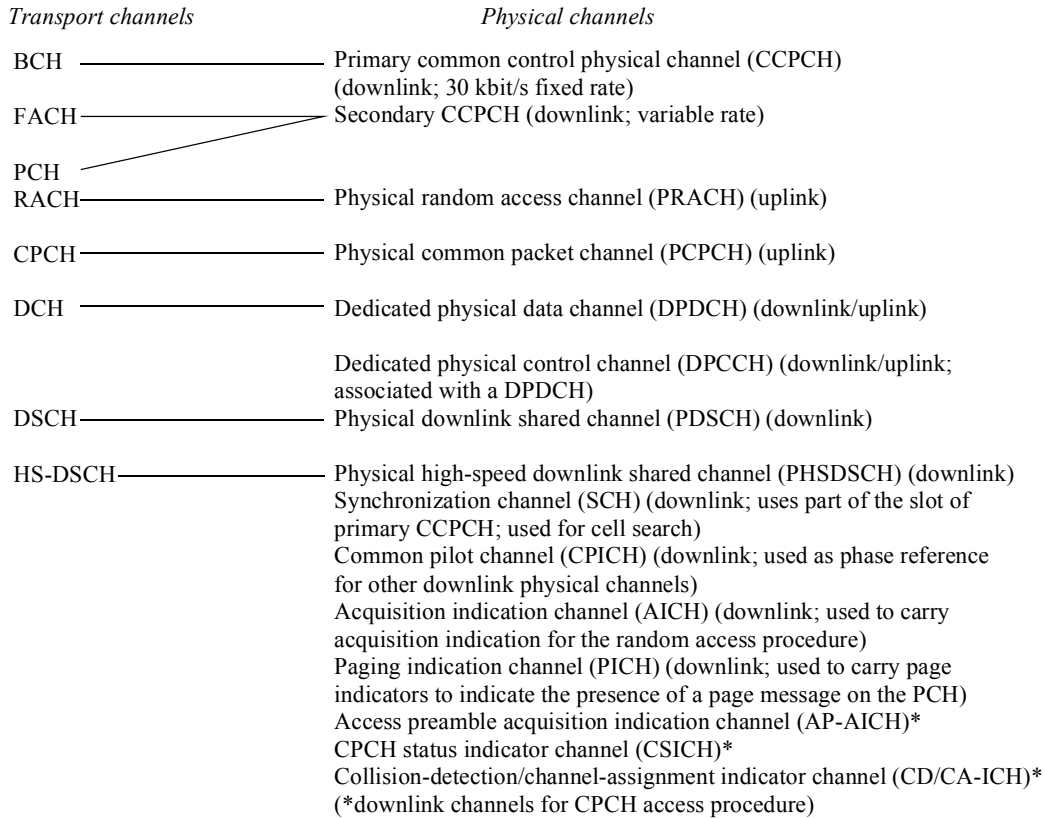 Transport channels Physical channels
BCH Primary common control physical channel (CCPCH)
(downlink; 30 kbit/s fixed rate)
FACH Secondary CCPCH (downlink; variable rate)
PCH
RACH Physical random access channel (PRACH) (uplink)
CPCH Physical common packet channel (PCPCH) (uplink)
DCH Dedicated physical data channel (DPDCH) (downlink/uplink)
Dedicated physical control channel (DPCCH) (downlink/uplink;
associated with a DPDCH)
DSCH Physical downlink shared channel (PDSCH) (downlink)
HS-DSCH Physical high-speed downlink shared channel (PHSDSCH) (downlink)
Synchronization channel (SCH) (downlink; uses part of the slot of
primary CCPCH; used for cell search)
Common pilot channel (CPICH) (downlink; used as phase reference
for other downlink physical channels)
Acquisition indication channel (AICH) (downlink; used to carry
acquisition indication for the random access procedure)
Paging indication channel (PICH) (downlink; used to carry page
indicators to indicate the presence of a page message on the PCH)
Access preamble acquisition indication channel (AP-AICH)*
CPCH status indicator channel (CSICH)*
Collision-detection/channel-assignment indicator channel (CD/CA-ICH)*
(*downlink channels for CPCH access procedure)